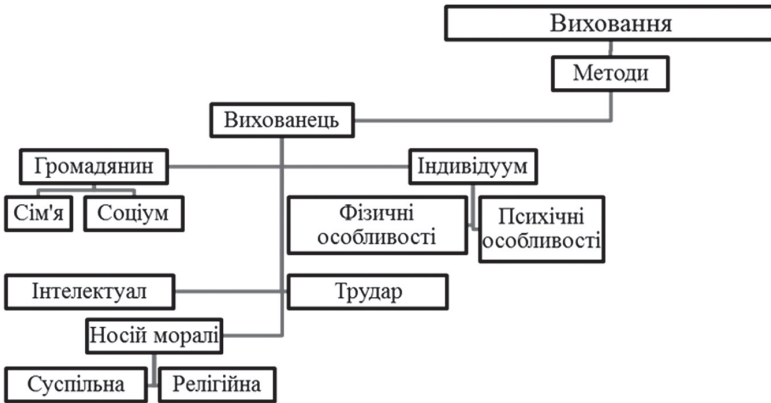 Виховання
Методи
Вихованець
Громадянин
Індивідуум
Сім'я
Соціум
Фізичні
особливості
Психічні
особливості
Інтелектуал
Трудар
Носій моралі
Суспільна
Релігійна